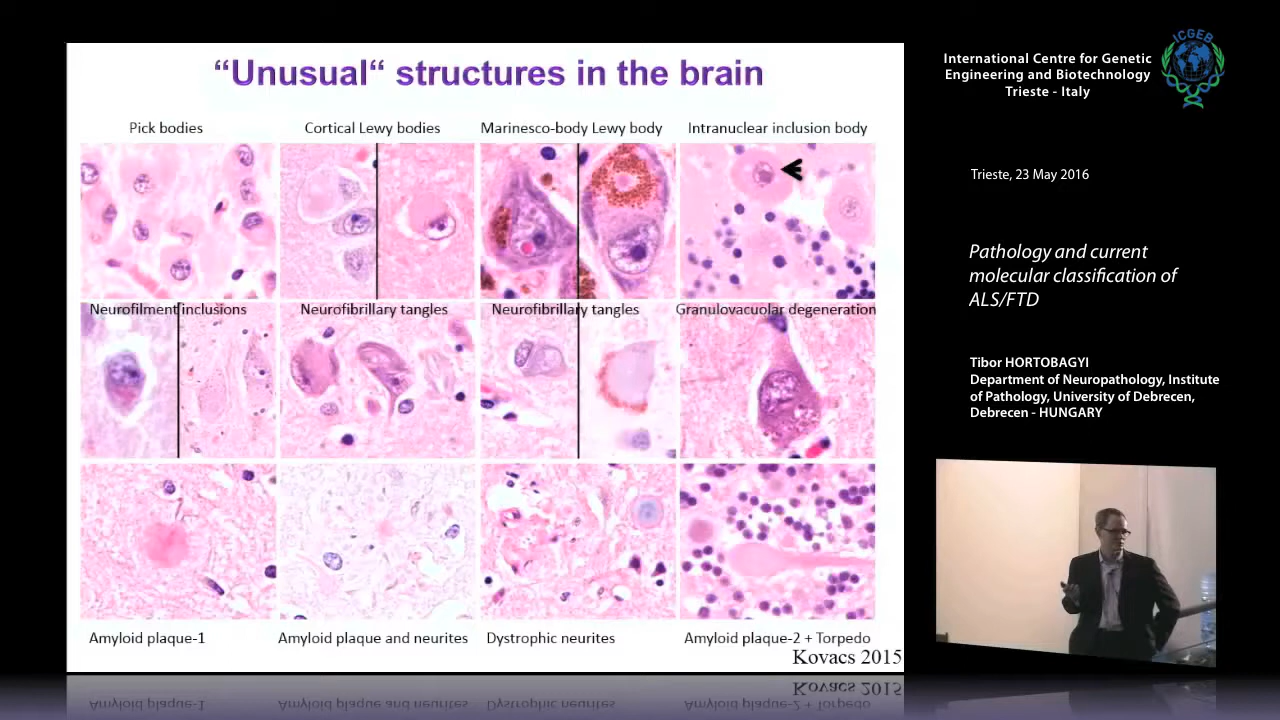 “Unusual“ structures in the brain
Pick bodies
Cortical Lewy bodies
Marinesco-body Lewy body
Intranuclear inclusion body
Neurofilment inclusions
Neurofibrillary tangles
Neurofibrillary tangles
Granulovacuolar degeneration
Amyloid plaque-1
Amyloid plaque and neurites
Dystrophic neurites
Amyloid plaque-2 + Torpedo
Kovacs 2015
International Centre for Genetic
Engineering and Biotechnology
Trieste - Italy
ICGEB
Trieste, 23 May 2016
Pathology and current
molecular classification of
ALS/FTD
Tibor HORTOBAGYI
Department of Neuropathology, Institute
of Pathology, University of Debrecen,
Debrecen - HUNGARY